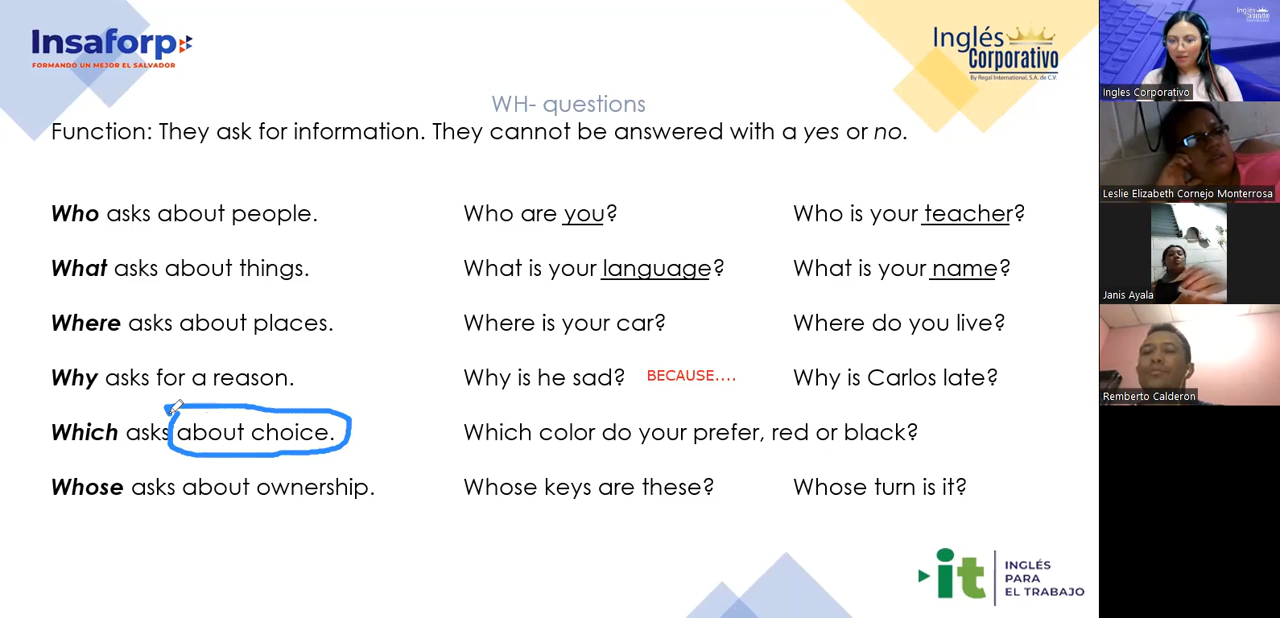 Insaforp
FORMANDO UN MEJOR EL SALVADOR
Inglés
Corporativo
By Regal International, S.A. de C.V.
WH- questions
Function: They ask for information. They cannot be answered with a yes or no.
Who asks about people. Who are you? Who is your teacher?
What asks about things. What is your language? What is your name?
Where asks about places. Where is your car? Where do you live?
Why asks for a reason. Why is he sad? BECAUSE.... Why is Carlos late?
Which asks about choice. Which color do your prefer, red or black?
Whose asks about ownership. Whose keys are these? Whose turn is it?
it
INGLÉS
PARA
EL TRABAJO
Inglés
Corporativo
Ingles Corporativo
Leslie Elizabeth Cornejo Monterrosa
Janis Ayala
Remberto Calderon